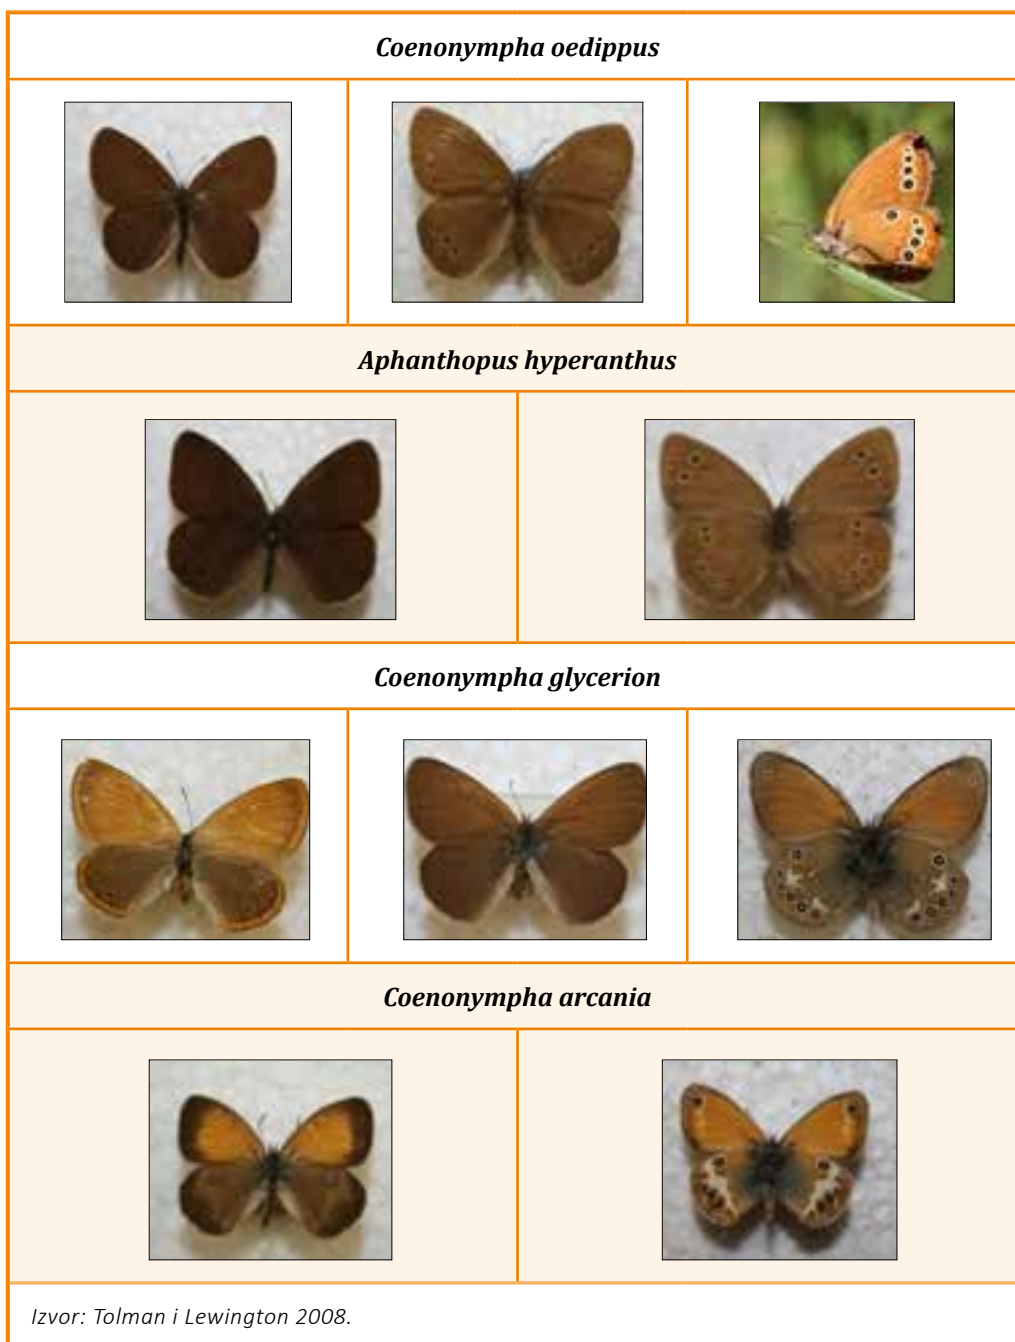 Coenonympha oedippus
Aphanthopus hyperanthus
Coenonympha glycerion
Coenonympha arcania
Izvor: Tolman i Lewington 2008.